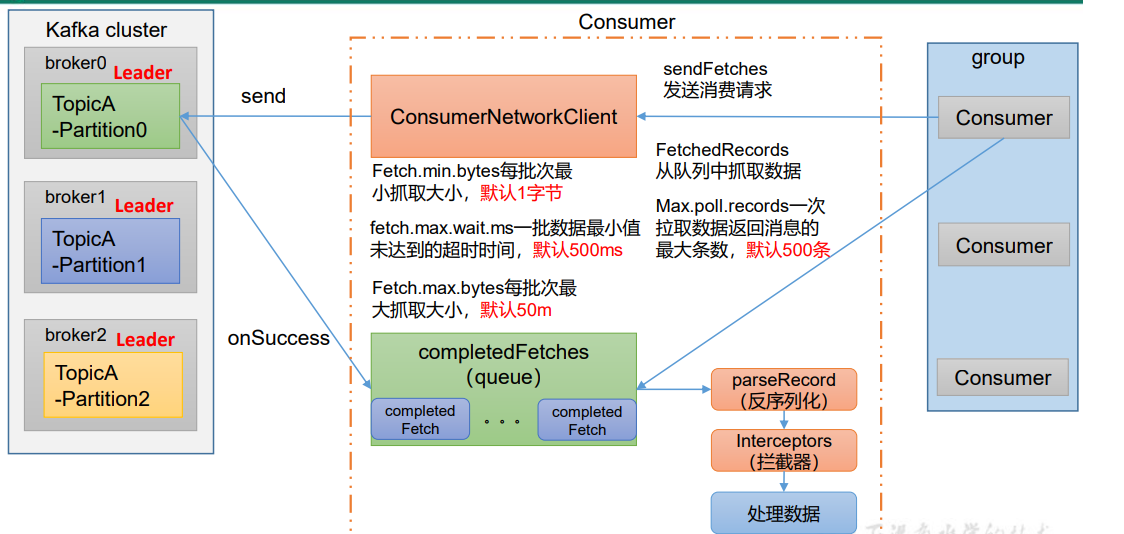 Kafka cluster
broker0
Leader
TopicA
-Partition0
broker1
Leader
TopicA
-Partition1
broker2
Leader
TopicA
-Partition2
send
onSuccess
Consumer
ConsumerNetworkClient
Fetch.min.bytes每批次最
小抓取大小，默认1字节
fetch.max.wait.ms一批数据最小值
未达到的超时时间，默认500ms
Fetch.max.bytes每批次最
大抓取大小，默认50m
completedFetches
（queue）
completed
Fetch
。。。
completed
Fetch
sendFetches
发送消费请求
FetchedRecords
从队列中抓取数据
Max.poll.records一次
拉取数据返回消息的
最大条数，默认500条
parseRecord
（反序列化）
Interceptors
（拦截器）
处理数据
group
Consumer
Consumer
Consumer